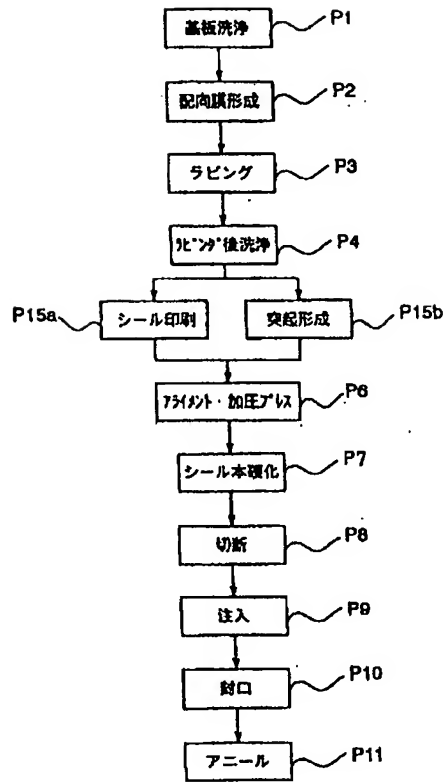 基板洗浄 P1
配向膜形成 P2
ラビング P3
ﾗﾋﾞﾝｸﾞ後洗浄 P4
P15a シール印刷 突起形成 P15b
ｱﾗｲﾒﾝﾄ・加圧ﾌﾟﾚｽ P6
シール本硬化 P7
切断 P8
注入 P9
封口 P10
アニール P11